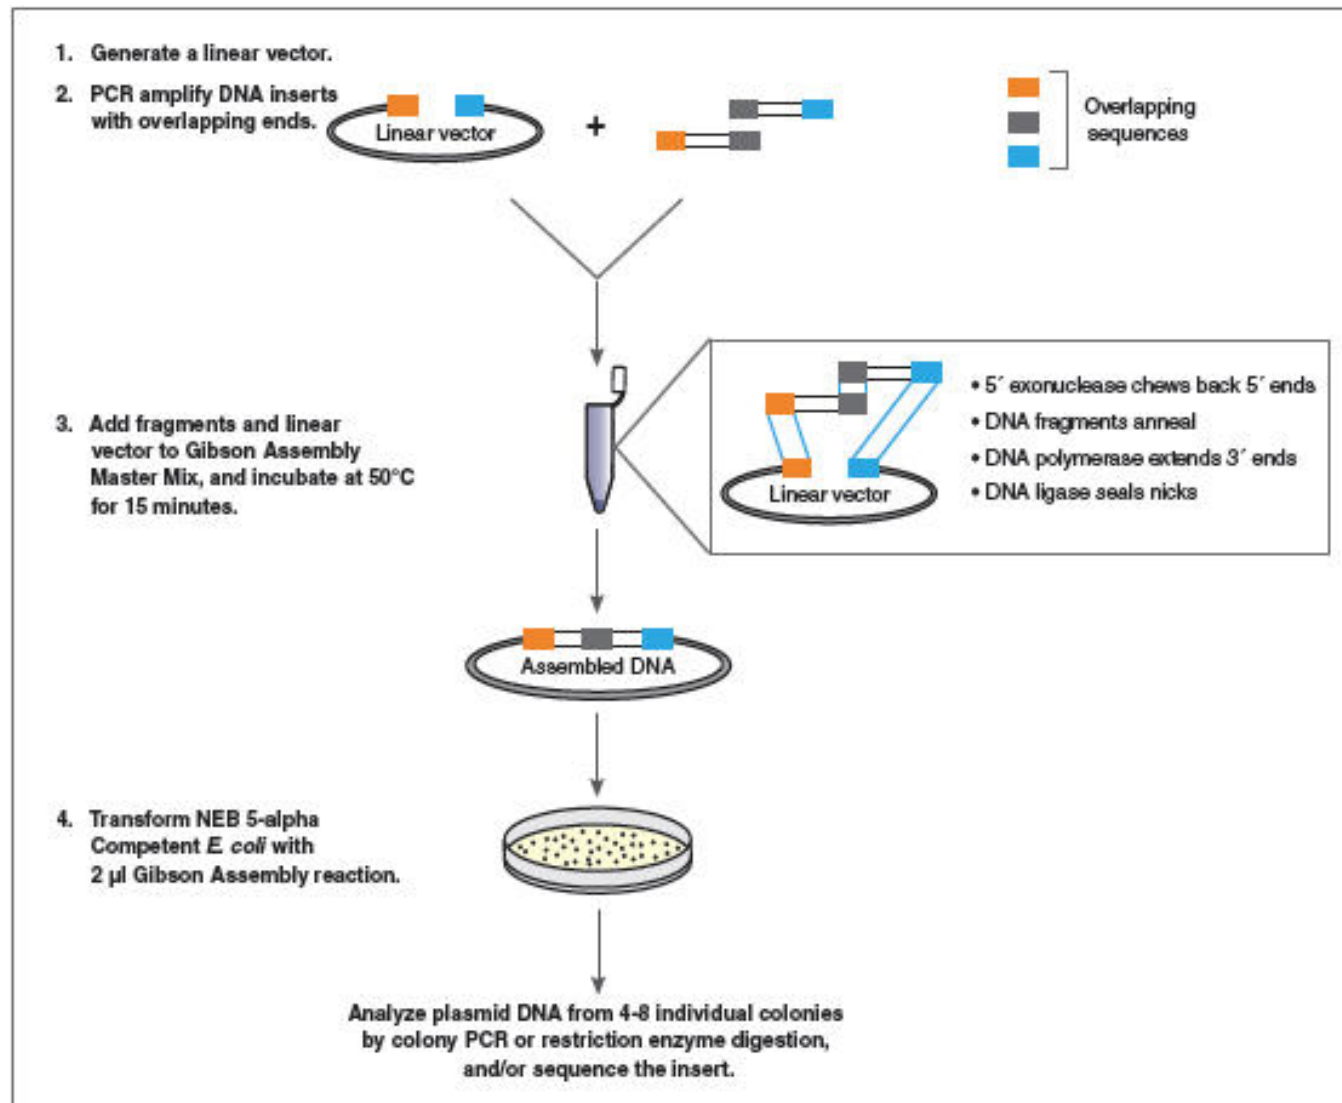 1. Generate a linear vector.
2. PCR amplify DNA inserts
with overlapping ends.
Linear vector
+
Overlapping
sequences
3. Add fragments and linear
vector to Gibson Assembly
Master Mix, and incubate at 50°C
for 15 minutes.
Linear vector
• 5´ exonuclease chews back 5´ ends
• DNA fragments anneal
• DNA polymerase extends 3´ ends
• DNA ligase seals nicks
Assembled DNA
4. Transform NEB 5-alpha
Competent E. coli with
2 µl Gibson Assembly reaction.
Analyze plasmid DNA from 4-8 individual colonies
by colony PCR or restriction enzyme digestion,
and/or sequence the insert.